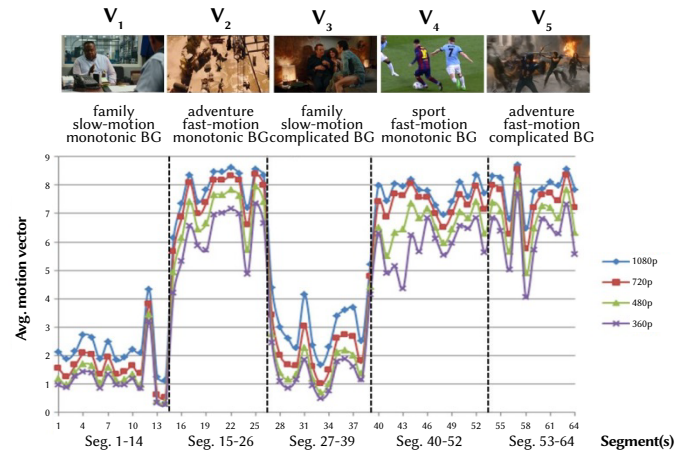 V1 V2 V3 V4 V5
family adventure family sport adventure
slow-motion fast-motion slow-motion fast-motion fast-motion
monotonic BG monotonic BG complicated BG monotonic BG complicated BG
Avg. motion vector
9
8
7
6
5
4
3
2
1
0
1080p
720p
480p
360p
1 4 7 10 13 16 19 22 25 28 31 34 37 40 43 46 49 52 55 58 61 64
Seg. 1-14 Seg. 15-26 Seg. 27-39 Seg. 40-52 Seg. 53-64 Segment(s)